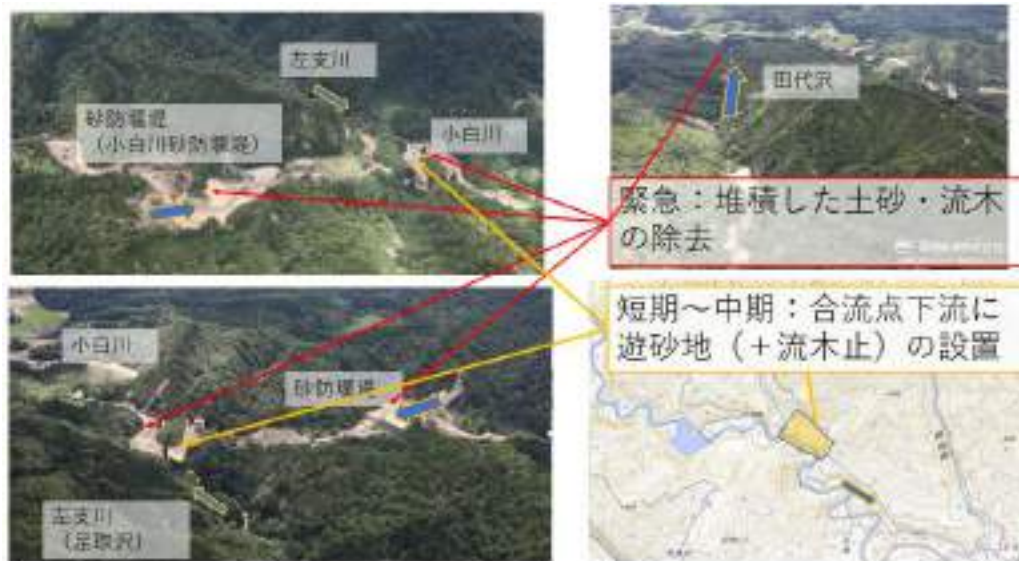 左支川
砂防堰堤
（小白川砂防堰堤）
小白川
田代沢
緊急：堆積した土砂・流木
の除去
小白川
砂防堰堤
左支川
短期～中期：合流点下流に
遊砂地（＋流木止）の設置